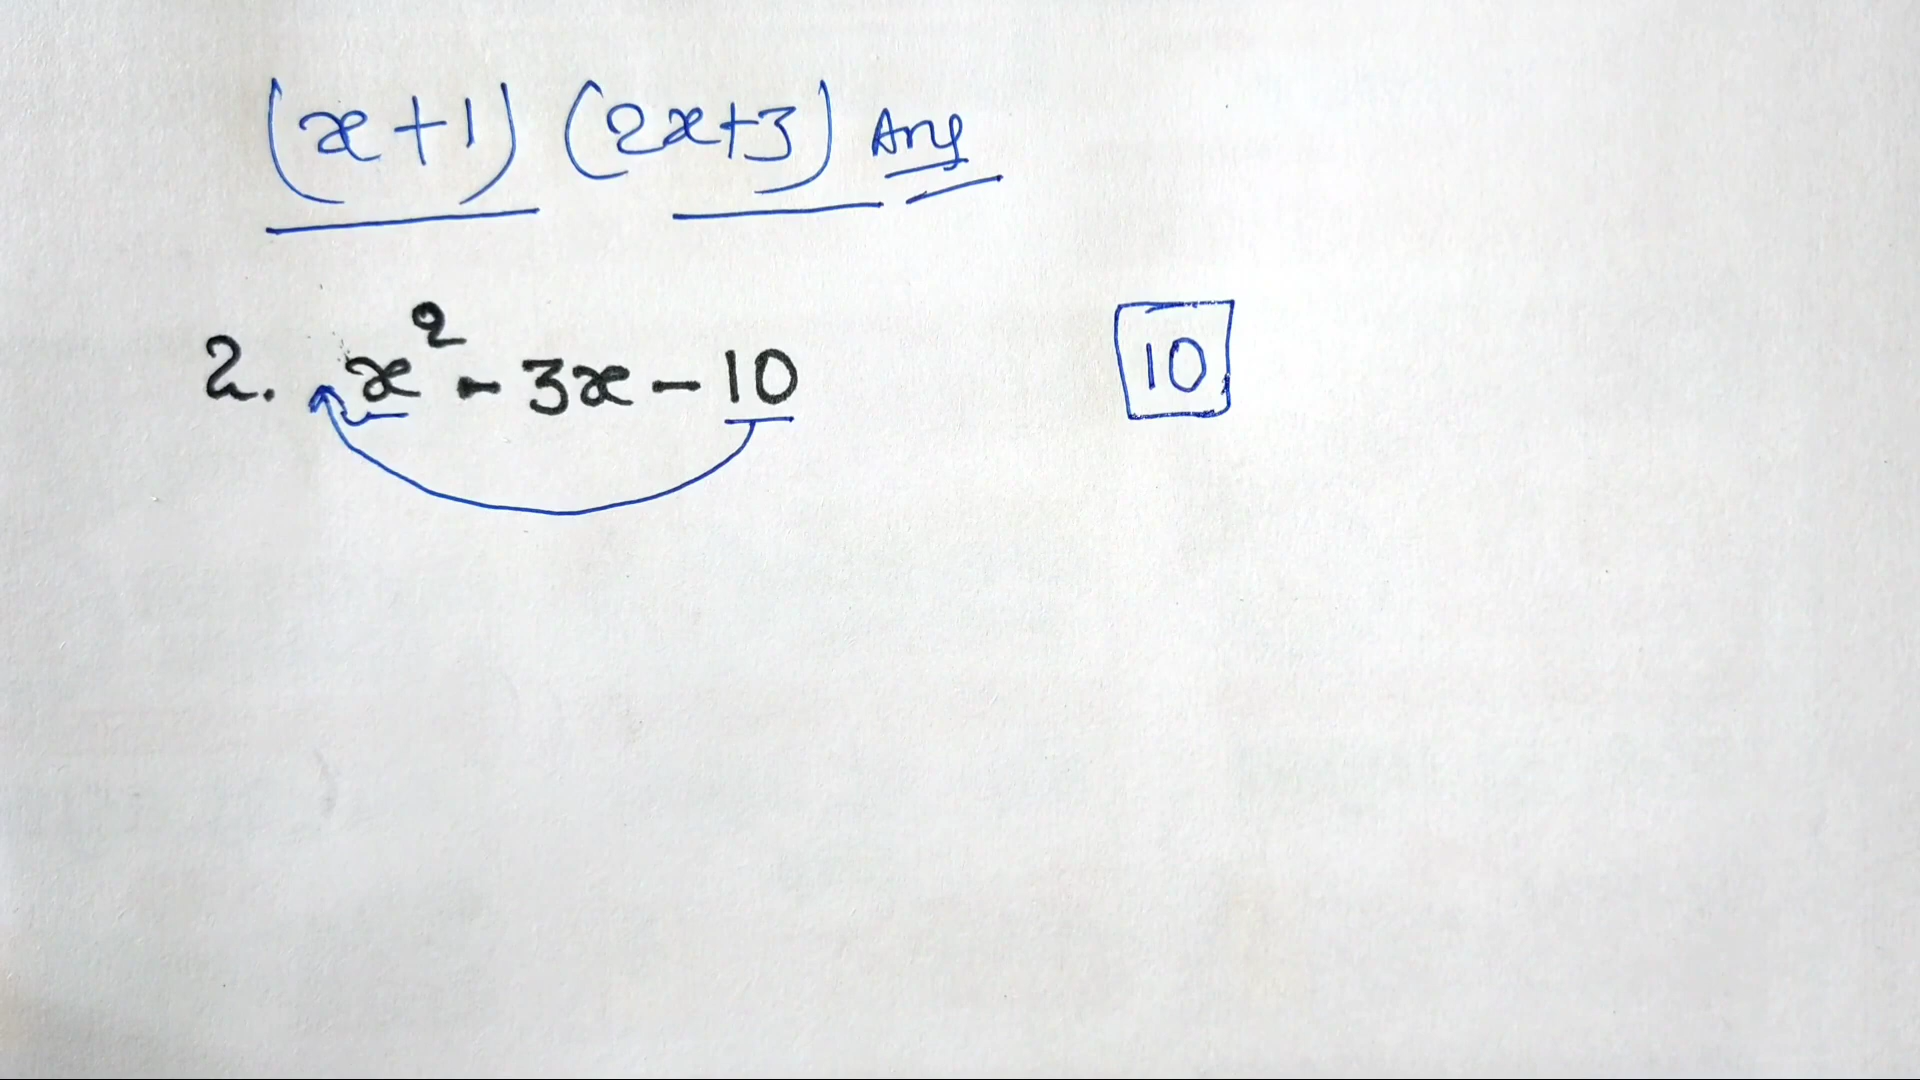 (x+1) (2x+3) Ans
2. x² - 3x - 10
10